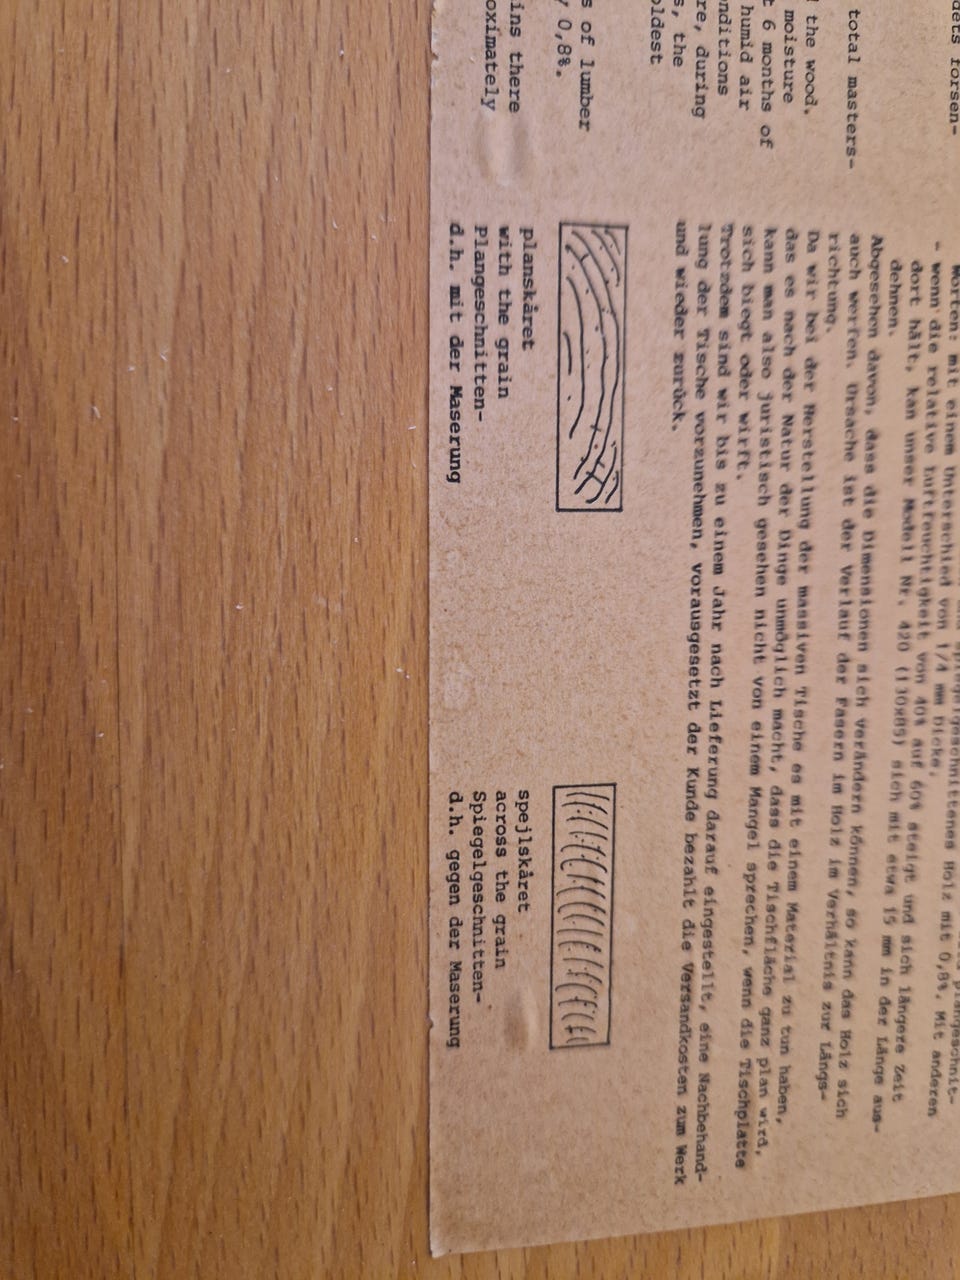 dets forsen-
total masters-
the wood.
moisture
6 months of
humid air
nditions
re, during
s, the
oldest
s of lumber
0,8%.
ins there
oximately
plangeschnit-
spiegelgeschnittenes Holz mit 0,8%. Mit anderen
Worten: mit einem Unterschied von 1/4 mm Dicke.
- wenn die relative Luftfeuchtigkeit von 40% auf 60% steigt und sich längere Zeit
dort hält, kan unser Modell Nr. 420 (130x85) sich mit etwa 15 mm in der Länge aus-
dehnen.
Abgesehen davon, dass die Dimensionen sich verändern können, so kann das Holz sich
auch werfen. Ursache ist der Verlauf der Fasern im Holz im Verhältnis zur Längs-
richtung.
Da wir bei der Herstellung der massiven Tische es mit einem Material zu tun haben,
das es nach der Natur der Dinge unmöglich macht, dass die Tischfläche ganz plan wird,
kann man also juristisch gesehen nicht von einem Mangel sprechen, wenn die Tischplatte
sich biegt oder wirft.
Trotzdem sind wir bis zu einem Jahr nach Lieferung darauf eingestellt, eine Nachbehand-
lung der Tische vorzunehmen, vorausgesetzt der Kunde bezahlt die Versandkosten zum Werk
und wieder zurück.
planskåret
with the grain
Plangeschnitten-
d.h. mit der Maserung
spejlskåret
across the grain
Spiegelgeschnitten-
d.h. gegen der Maserung